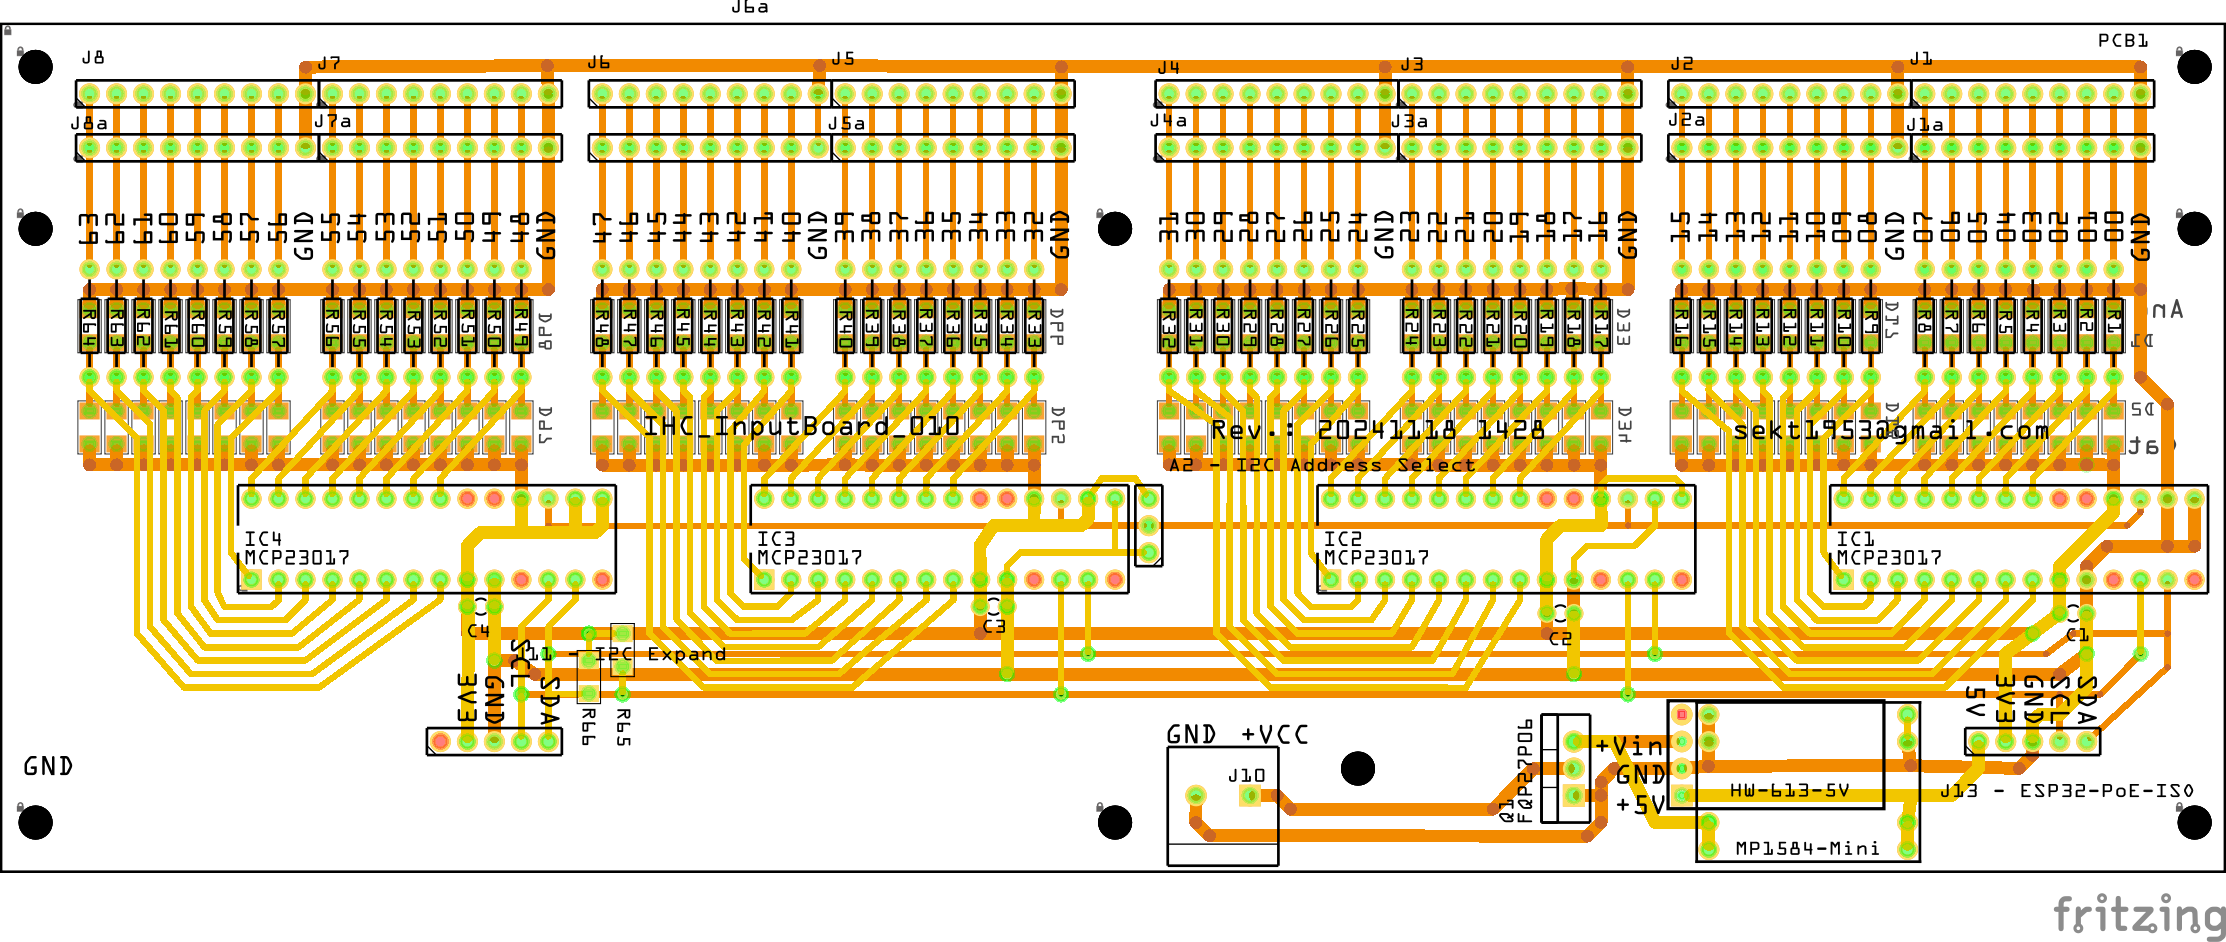 J6a
PCB1
J8
J7
J6
J5
J4
J3
J2
J1
J8a
J7a
J5a
J4a
J3a
J2a
J1a
63 62 61 60 59 58 57 56 GND 55 54 53 52 51 50 49 48 GND
47 46 45 44 43 42 41 40 GND 39 38 37 36 35 34 33 32 GND
31 30 29 28 27 26 25 24 GND 23 22 21 20 19 18 17 16 GND
15 14 13 12 11 10 09 08 GND 07 06 05 04 03 02 01 00 GND
R64 R63 R62 R61 R60 R59 R58 R57 R56 R55 R54 R53 R52 R51 R50 R49
R48 R47 R46 R45 R44 R43 R42 R41 R40 R39 R38 R37 R36 R35 R34 R33
R32 R31 R30 R29 R28 R27 R26 R25 R24 R23 R22 R21 R20 R19 R18 R17
R16 R15 R14 R13 R12 R11 R10 R9 R8 R7 R6 R5 R4 R3 R2 R1
D33
An
D1
IHC_InputBoard_010
Rev.: 20241118 1428
sekt1953@gmail.com
D34
D2
A2 - I2C Address Select
IC4
MCP23017
IC3
MCP23017
IC2
MCP23017
IC1
MCP23017
C4
C3
C2
C1
J11 - I2C Expand
3V3 GND SCL SDA
R66 R65
5V 3V3 GND SCL SDA
GND
GND +VCC
J10
Q1
FQP27P06
+Vin
GND
+5V
HW-613-5V
J13 - ESP32-PoE-ISO
MP1584-Mini
fritzing